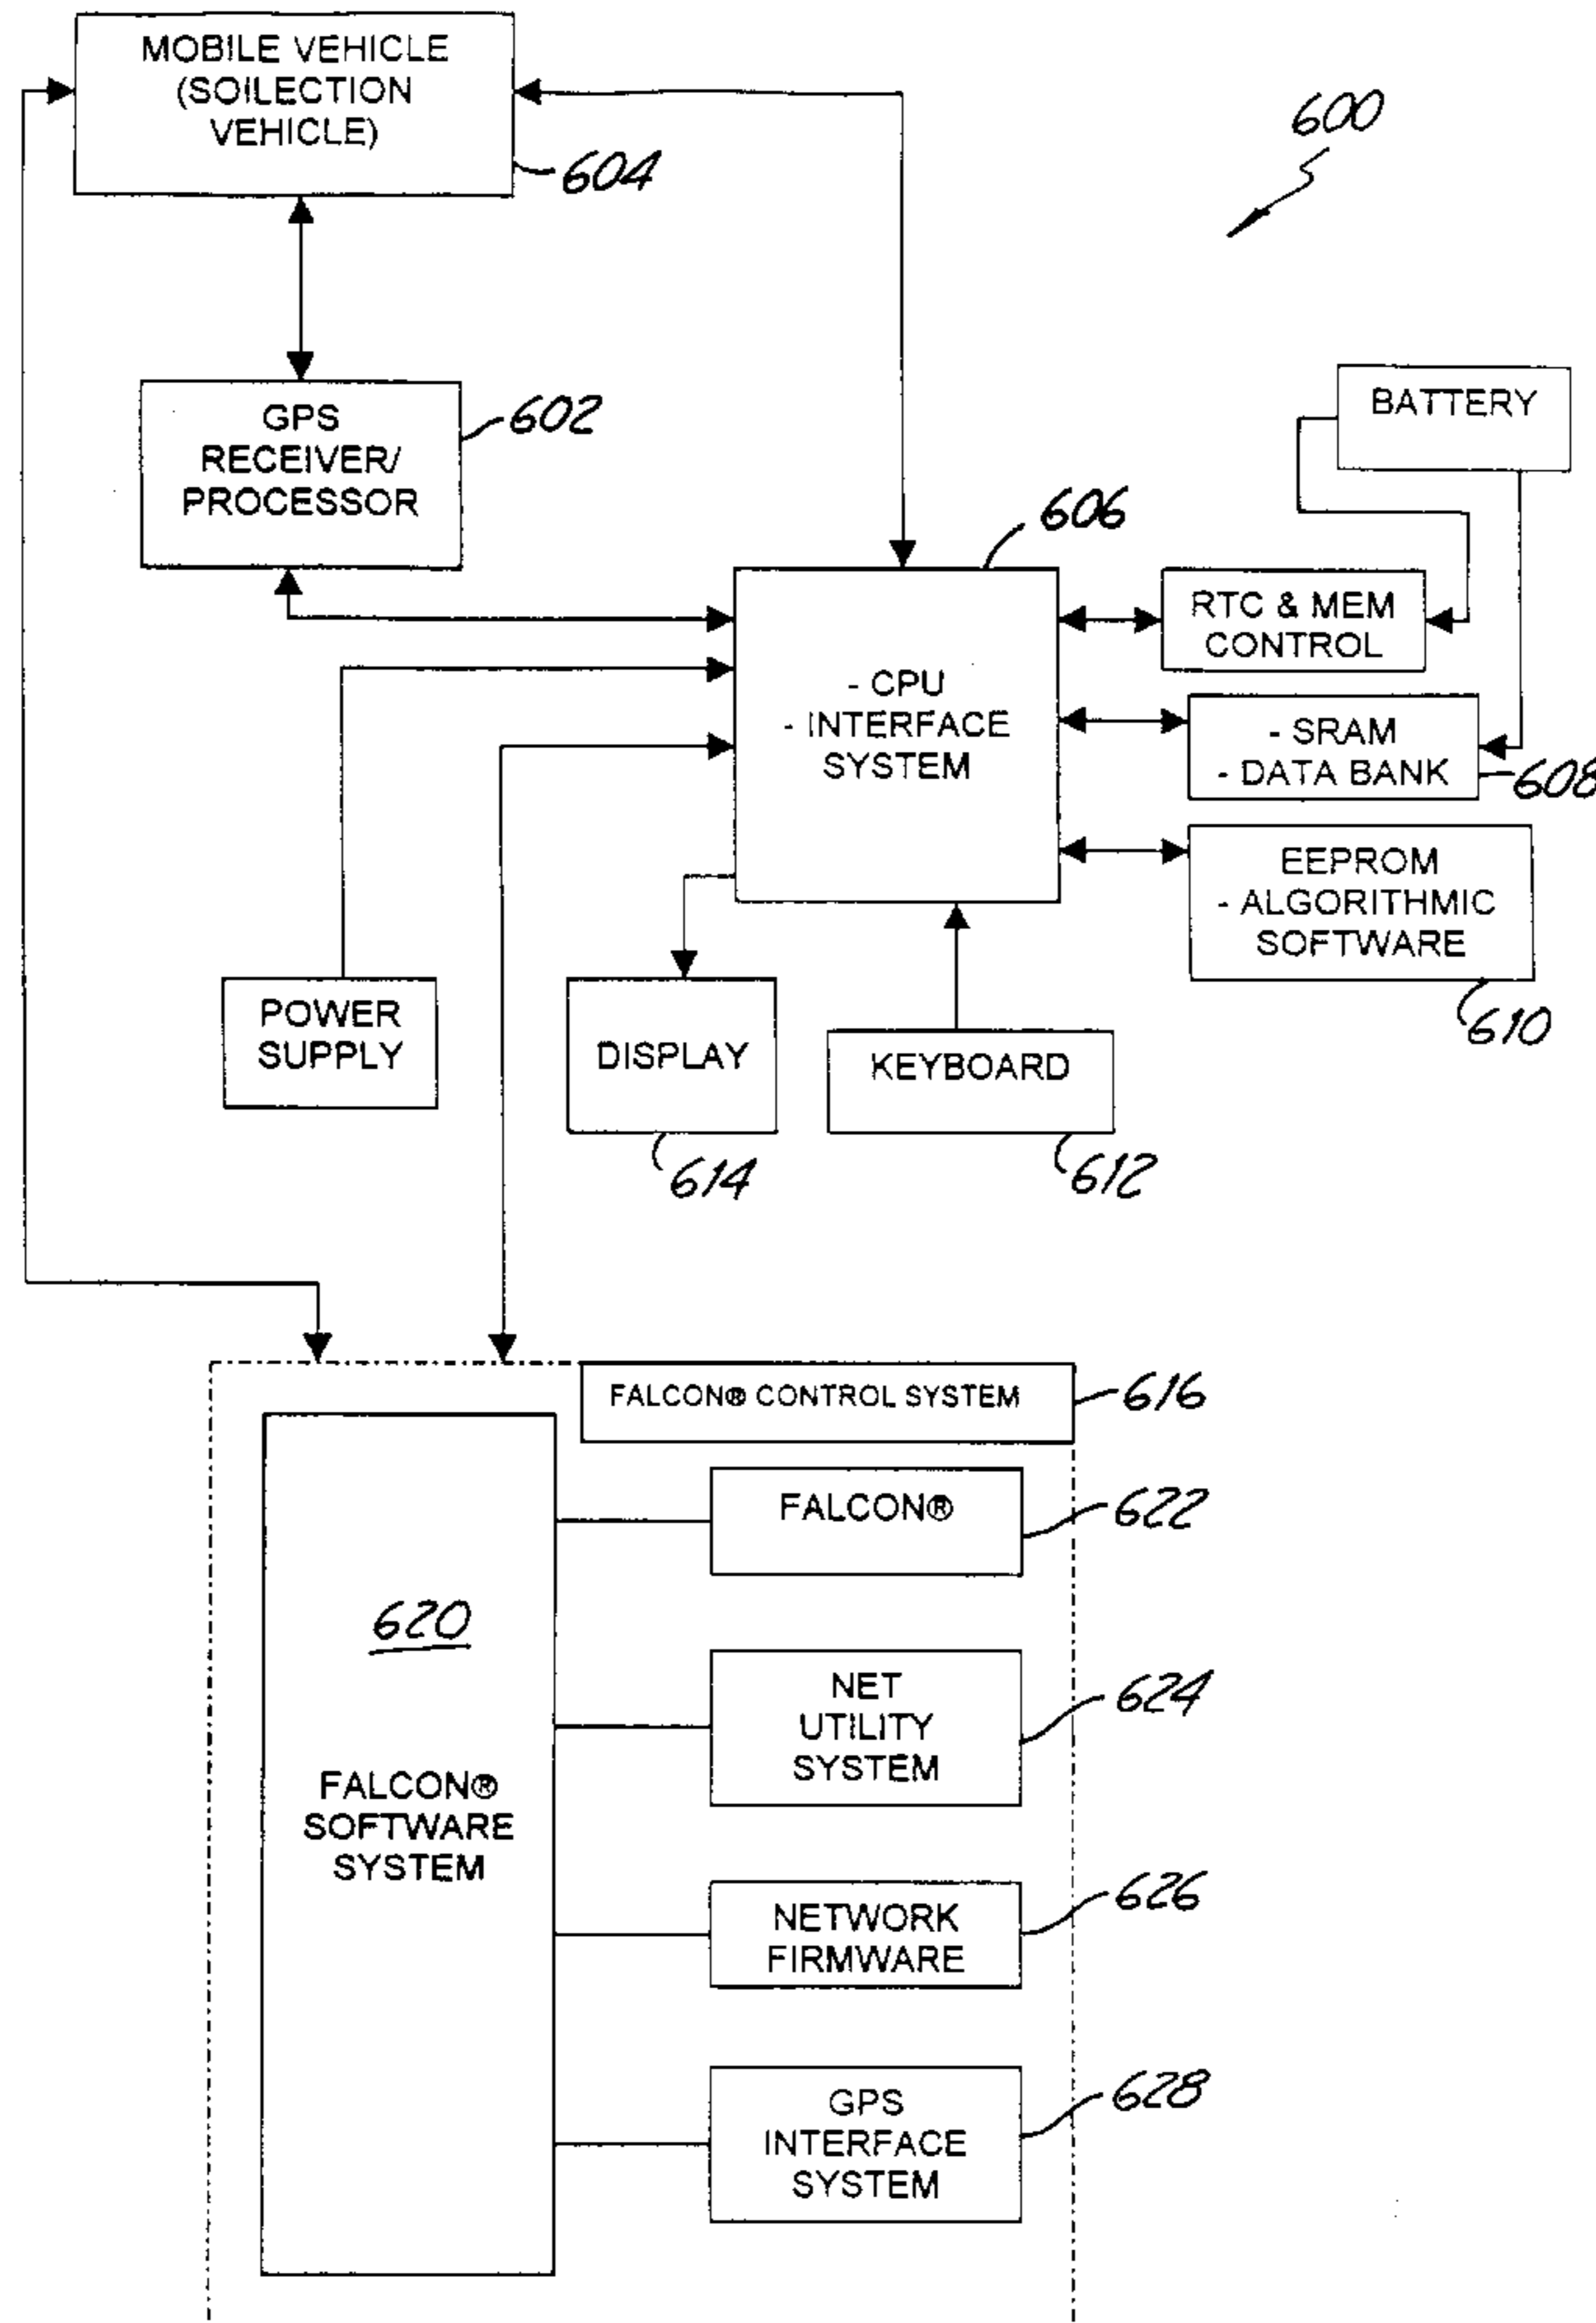 MOBILE VEHICLE
(SOILECTION
VEHICLE)
604
600
GPS
RECEIVER/
PROCESSOR
602
BATTERY
606
- CPU
- INTERFACE
SYSTEM
RTC & MEM
CONTROL
- SRAM
- DATA BANK
608
EEPROM
- ALGORITHMIC
SOFTWARE
610
POWER
SUPPLY
DISPLAY
614
KEYBOARD
612
FALCON® CONTROL SYSTEM
616
620
FALCON®
SOFTWARE
SYSTEM
FALCON®
622
NET
UTILITY
SYSTEM
624
NETWORK
FIRMWARE
626
GPS
INTERFACE
SYSTEM
628